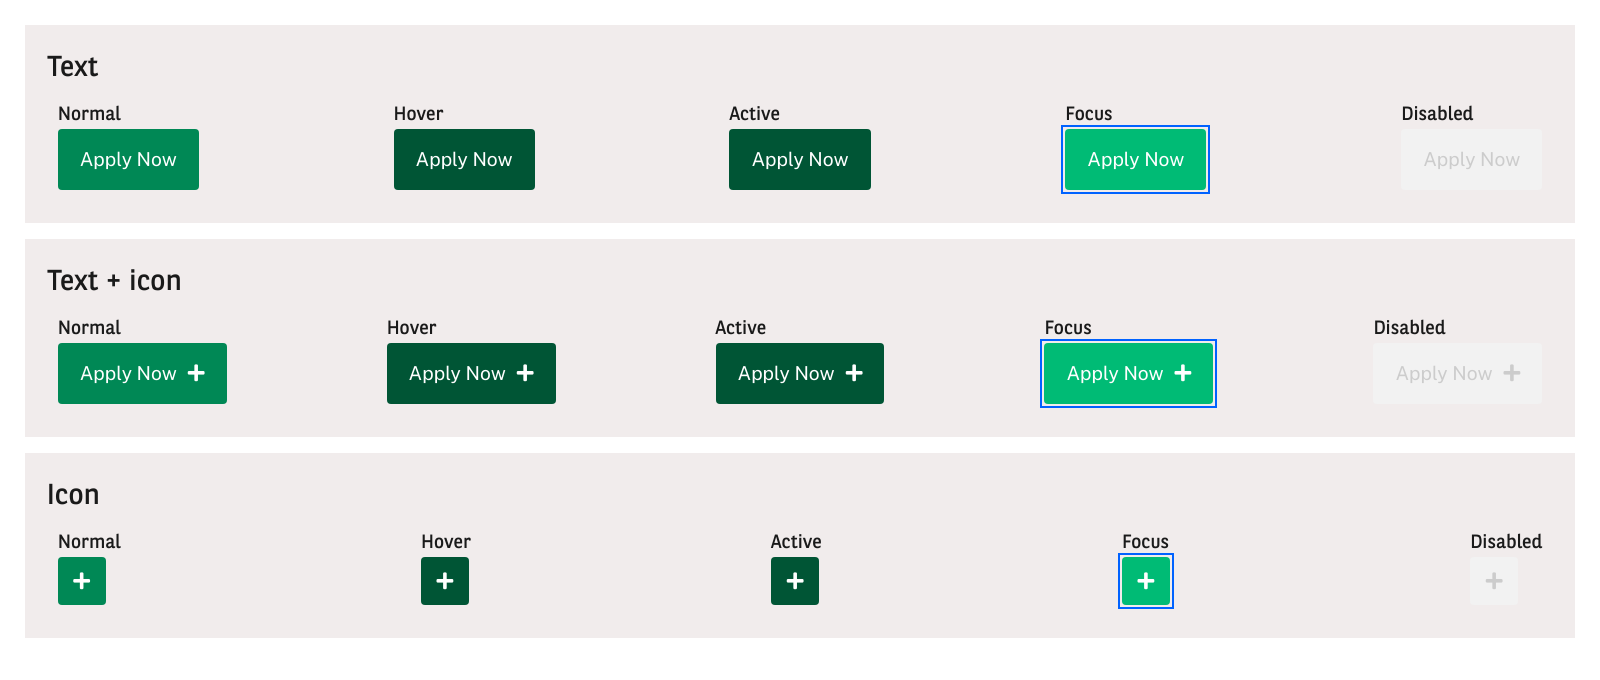 Text
Normal Hover Active Focus Disabled
Apply Now Apply Now Apply Now Apply Now Apply Now
Text + icon
Normal Hover Active Focus Disabled
Apply Now + Apply Now + Apply Now + Apply Now + Apply Now +
Icon
Normal Hover Active Focus Disabled
+ + + + +